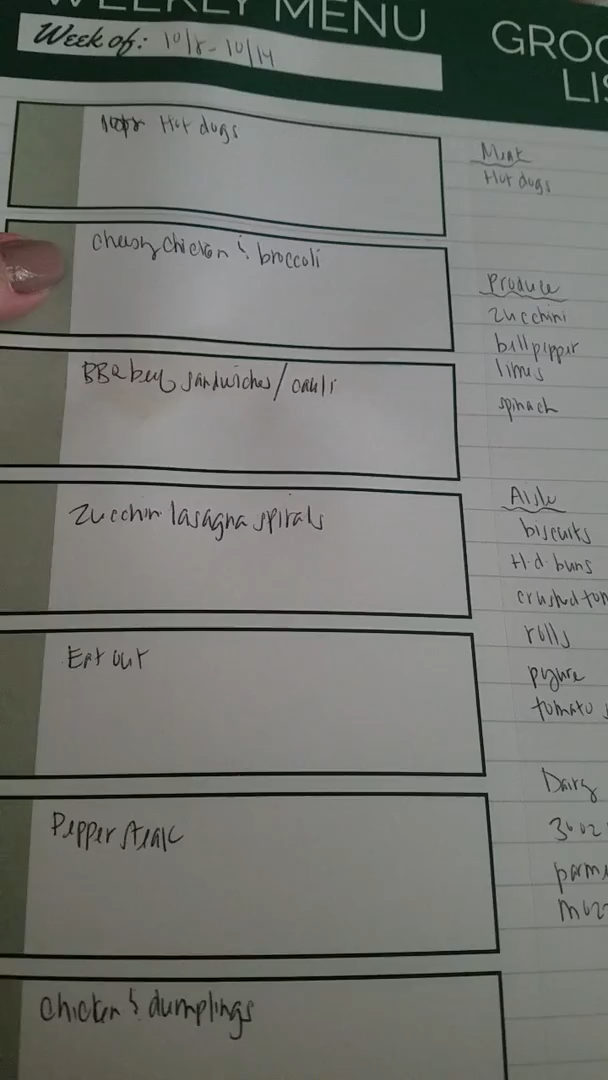 WEEKLY MENU
Week of: 10/8 - 10/14
Hot dogs
Cheesy chicken & broccoli
BBQ beef sandwiches / cauli
Zucchini lasagna spirals
Eat out
Pepper steak
Chicken & dumplings
GROC
LIS
Meat
Hot dogs
Produce
zucchini
bell pepper
limes
spinach
Aisle
biscuits
H.d. buns
crushed tom
rolls
pyure
tomato s
Dairy
parm
moz